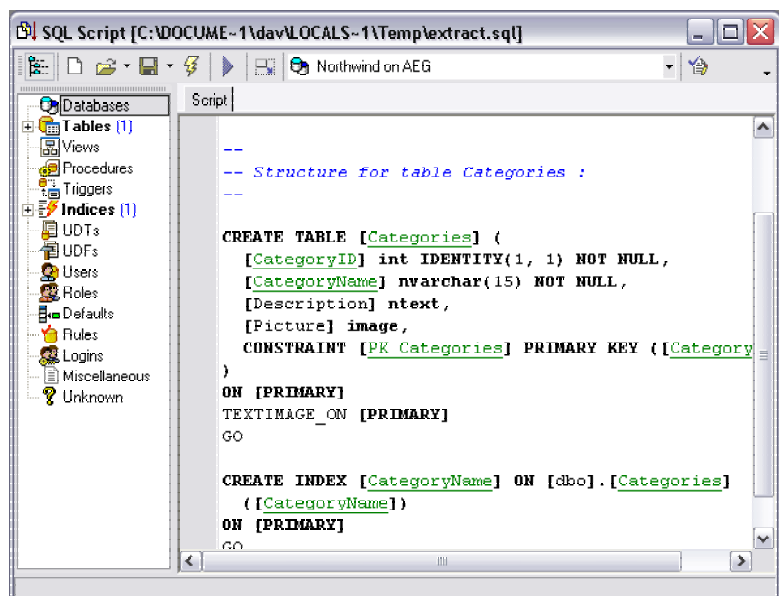 SQL Script [C:\DOCUME~1\dav\LOCALS~1\Temp\extract.sql]
Northwind on AEG
Databases
Tables (1)
Views
Procedures
Triggers
Indices (1)
UDTs
UDFs
Users
Roles
Defaults
Rules
Logins
Miscellaneous
Unknown
Script
--
-- Structure for table Categories :
--
CREATE TABLE [Categories] (
[CategoryID] int IDENTITY(1, 1) NOT NULL,
[CategoryName] nvarchar(15) NOT NULL,
[Description] ntext,
[Picture] image,
CONSTRAINT [PK_Categories] PRIMARY KEY ([Category
)
ON [PRIMARY]
TEXTIMAGE_ON [PRIMARY]
GO
CREATE INDEX [CategoryName] ON [dbo].[Categories]
([CategoryName])
ON [PRIMARY]
GO